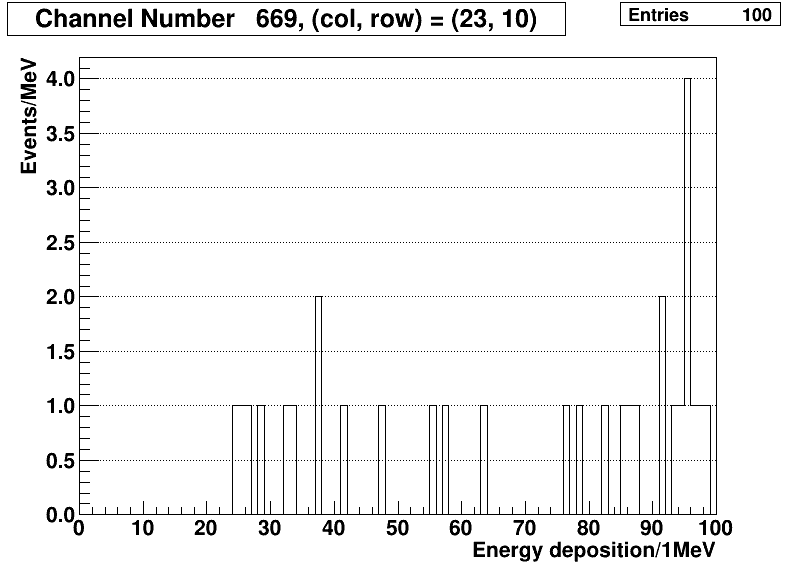 Channel Number 669, (col, row) = (23, 10)
Entries 100
Events/MeV
4.0
3.5
3.0
2.5
2.0
1.5
1.0
0.5
0.0
0 10 20 30 40 50 60 70 80 90 100
Energy deposition/1MeV